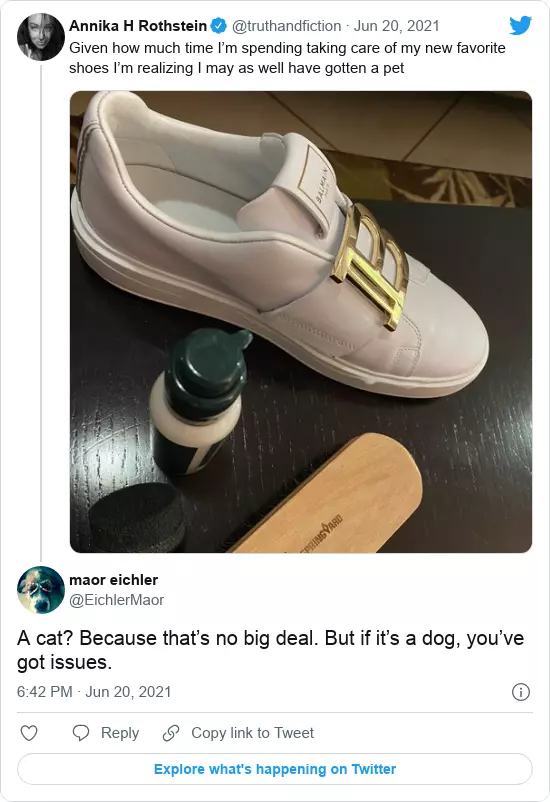 Annika H Rothstein @truthandfiction · Jun 20, 2021
Given how much time I'm spending taking care of my new favorite
shoes I'm realizing I may as well have gotten a pet
BALMAIN
SPRINGYARD
maor eichler
@EichlerMaor
A cat? Because that's no big deal. But if it's a dog, you've
got issues.
6:42 PM · Jun 20, 2021
Reply
Copy link to Tweet
Explore what's happening on Twitter